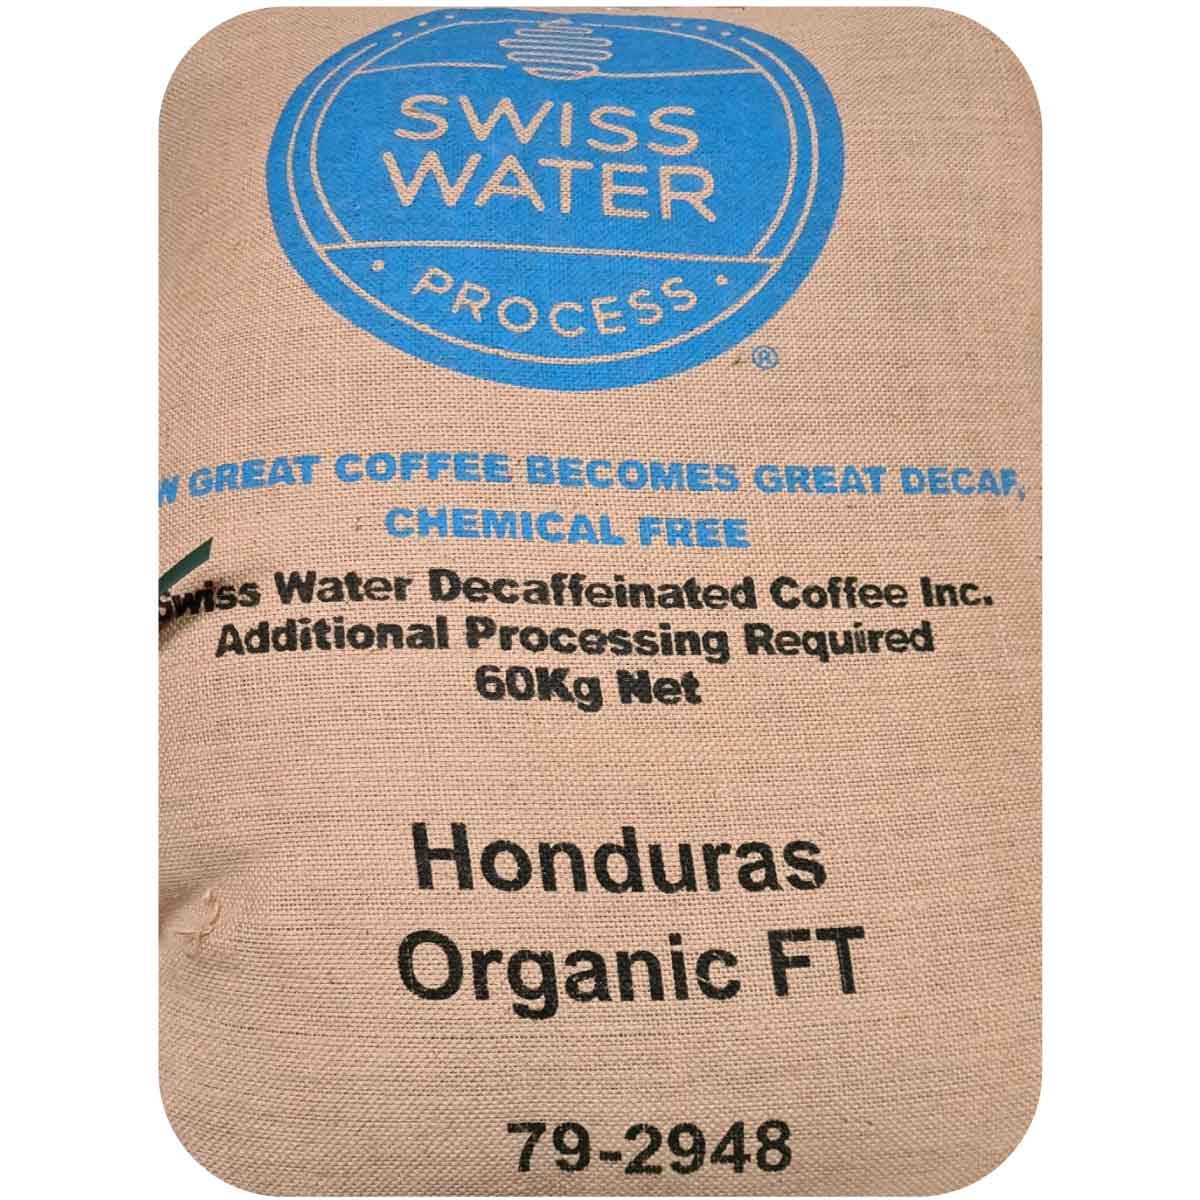 SWISS
WATER
PROCESS
®
GREAT COFFEE BECOMES GREAT DECAF,
CHEMICAL FREE
Swiss Water Decaffeinated Coffee Inc.
Additional Processing Required
60Kg Net
Honduras
Organic FT
79-2948